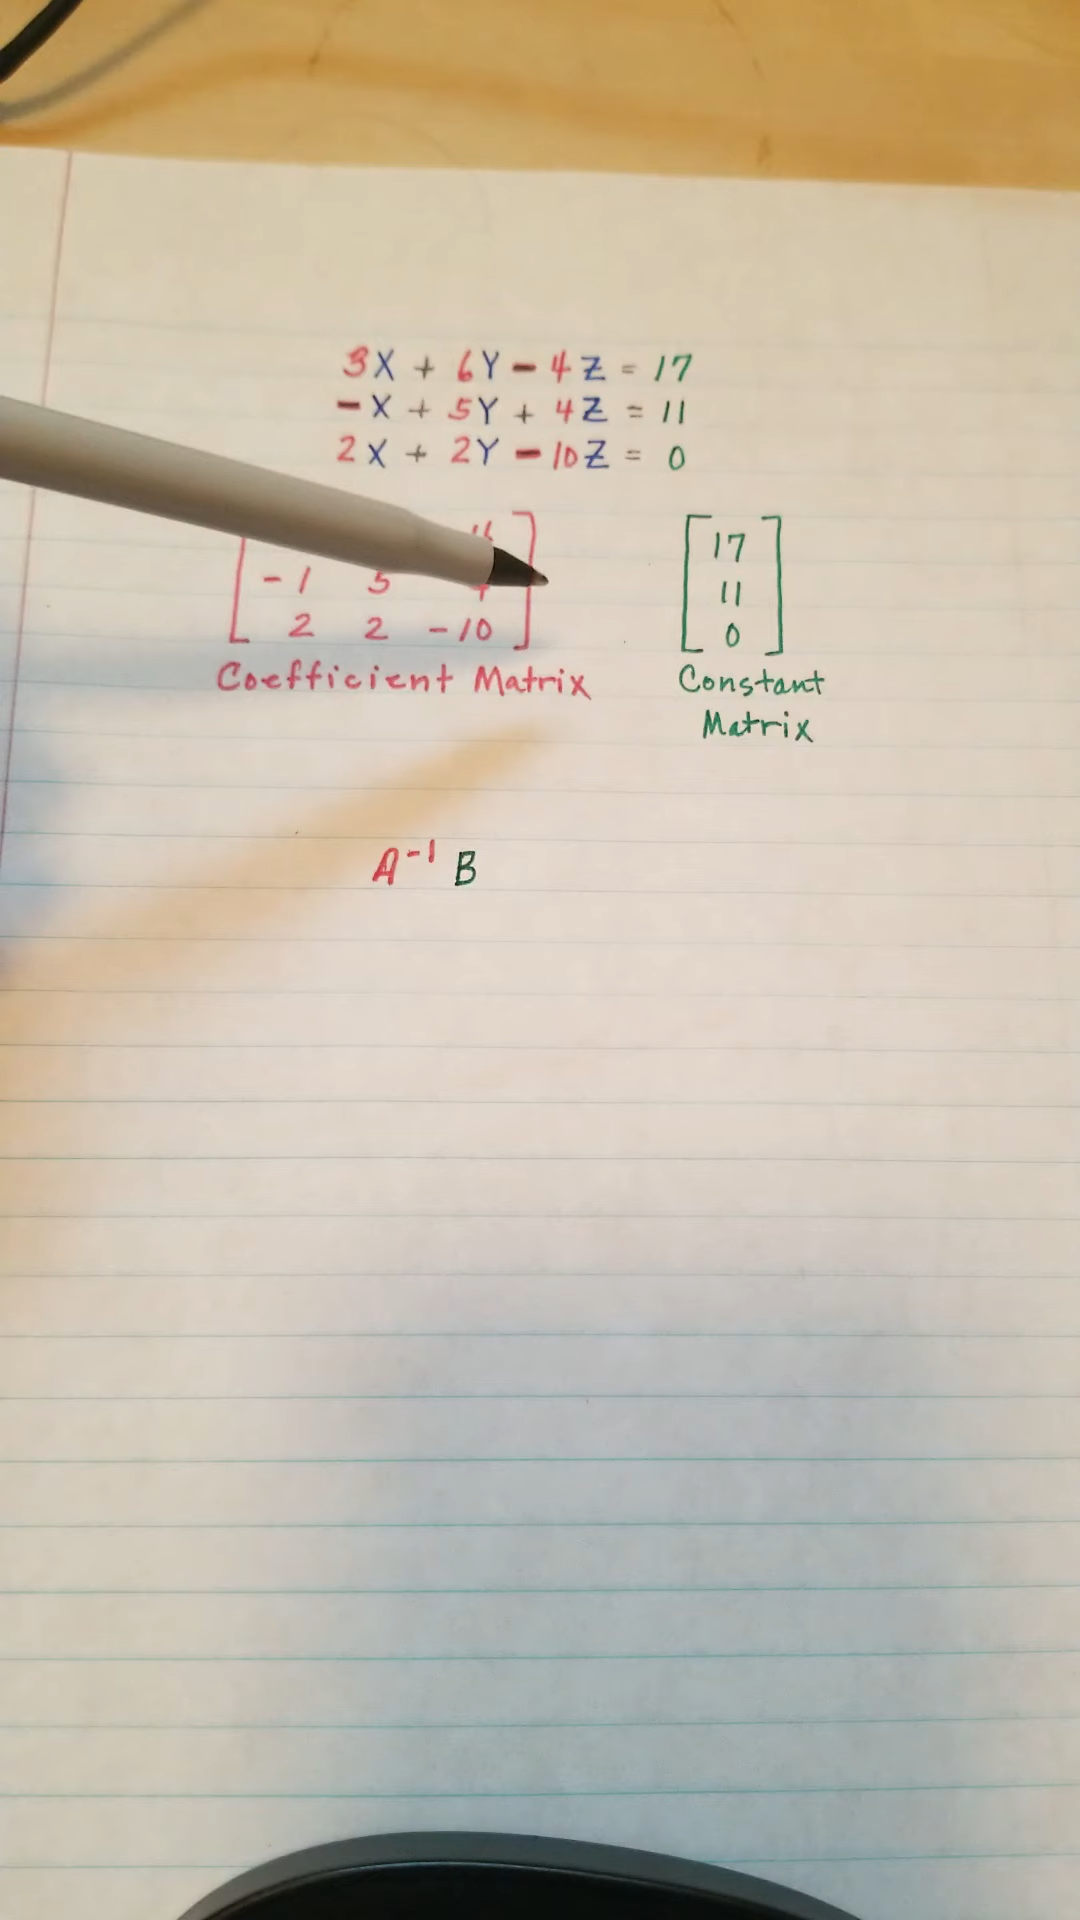 3X + 6Y - 4Z = 17
-X + 5Y + 4Z = 11
2X + 2Y - 10Z = 0
-1 5
2 2 -10
Coefficient Matrix
17
11
0
Constant
Matrix
A⁻¹ B